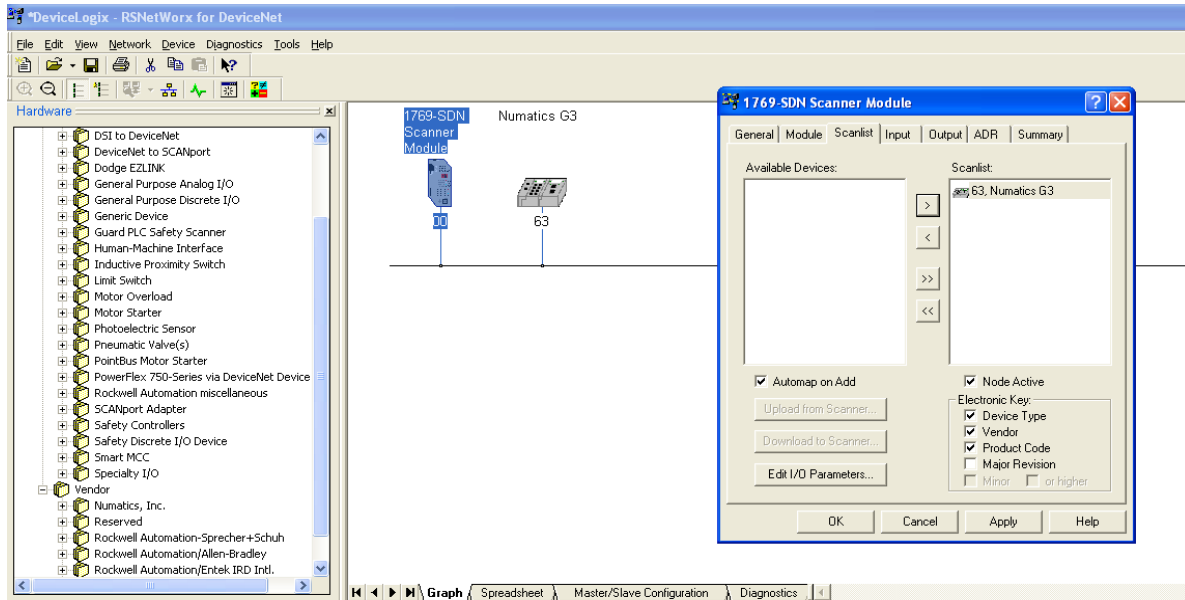 *DeviceLogix - RSNetWorx for DeviceNet
File Edit View Network Device Diagnostics Tools Help
Hardware
DSI to DeviceNet
DeviceNet to SCANport
Dodge EZLINK
General Purpose Analog I/O
General Purpose Discrete I/O
Generic Device
Guard PLC Safety Scanner
Human-Machine Interface
Inductive Proximity Switch
Limit Switch
Motor Overload
Motor Starter
Photoelectric Sensor
Pneumatic Valve(s)
PointBus Motor Starter
PowerFlex 750-Series via DeviceNet Device
Rockwell Automation miscellaneous
SCANport Adapter
Safety Controllers
Safety Discrete I/O Device
Smart MCC
Specialty I/O
Vendor
Numatics, Inc.
Reserved
Rockwell Automation-Sprecher+Schuh
Rockwell Automation/Allen-Bradley
Rockwell Automation/Entek IRD Intl.
1769-SDN
Scanner
Module
00
Numatics G3
63
Graph Spreadsheet Master/Slave Configuration Diagnostics
1769-SDN Scanner Module
General Module Scanlist Input Output ADR Summary
Available Devices:
Scanlist:
63, Numatics G3
>
<
>>
<<
Automap on Add
Upload from Scanner...
Download to Scanner...
Edit I/O Parameters...
Node Active
Electronic Key:
Device Type
Vendor
Product Code
Major Revision
Minor or higher
OK Cancel Apply Help